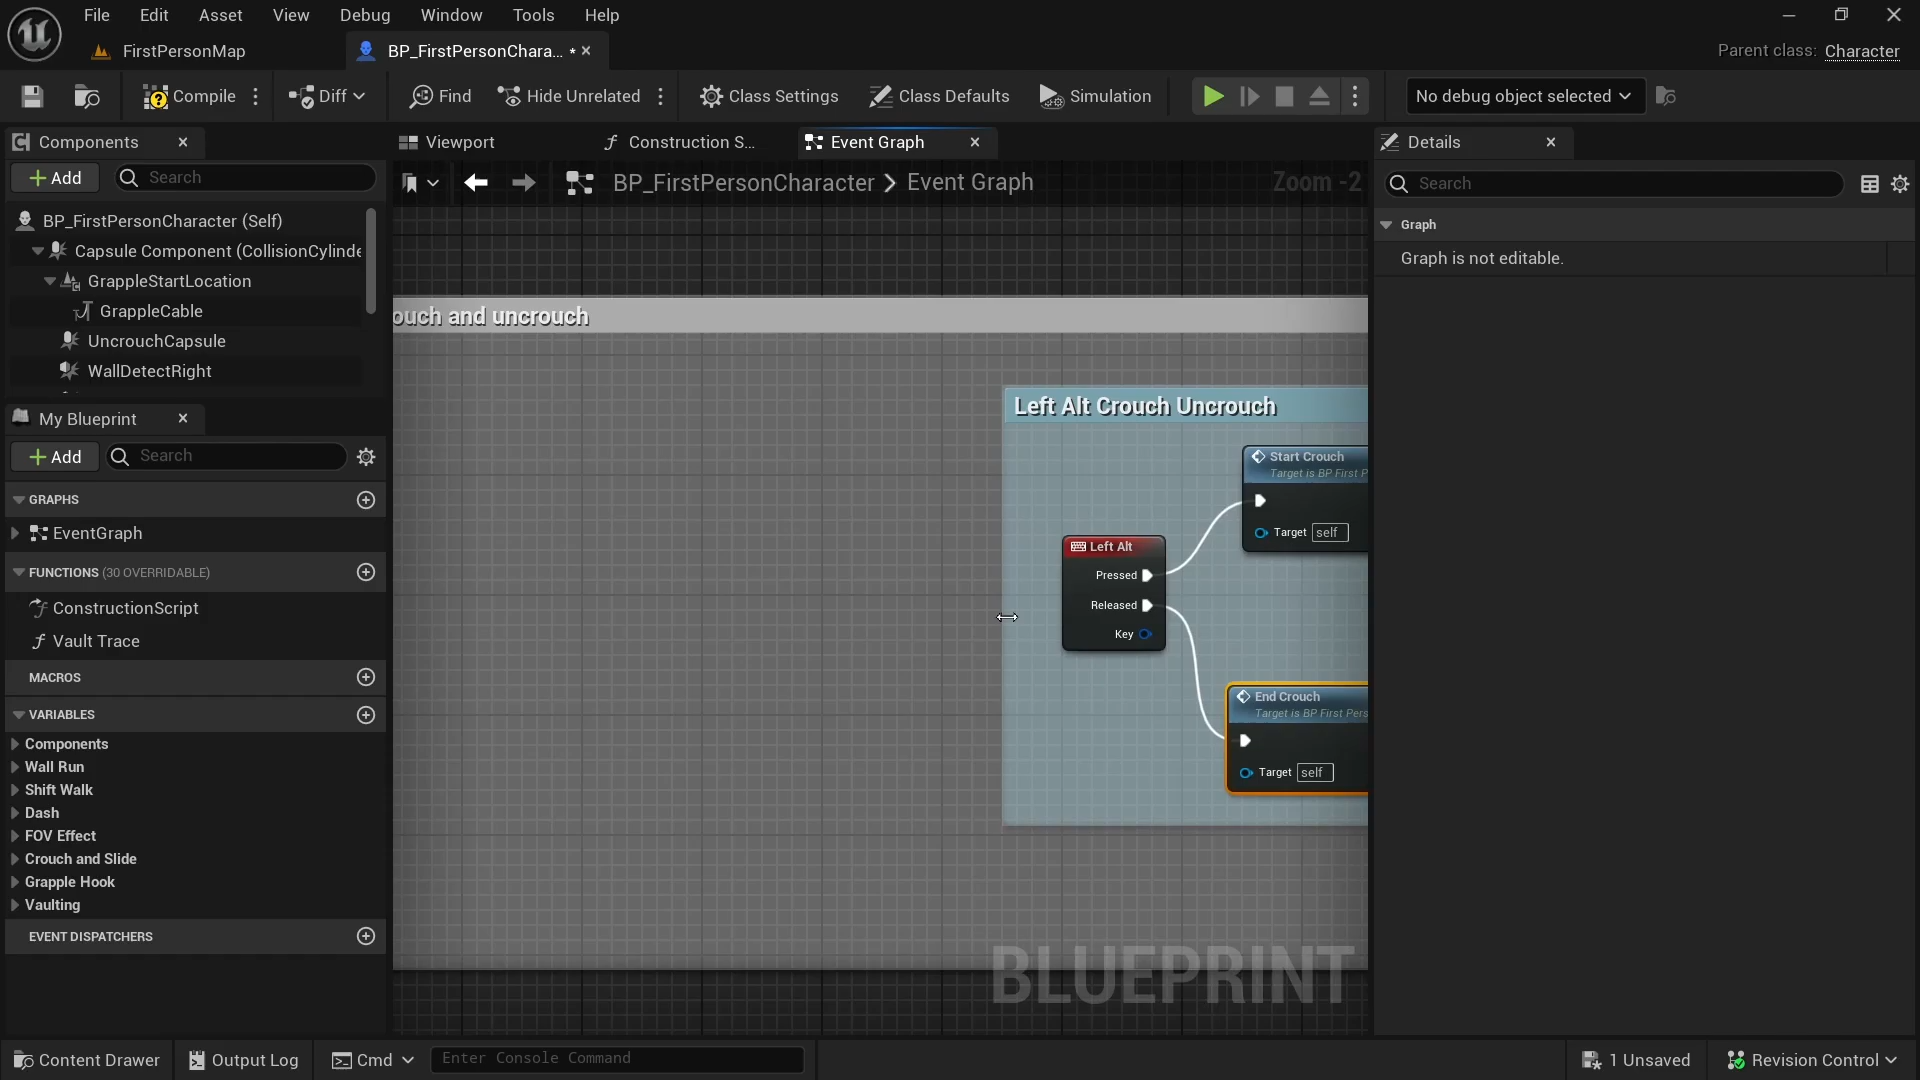 File Edit Asset View Debug Window Tools Help
FirstPersonMap
BP_FirstPersonChara... *
Parent class: Character
Compile
Diff
Find
Hide Unrelated
Class Settings
Class Defaults
Simulation
No debug object selected
Components
Add
Search
BP_FirstPersonCharacter (Self)
Capsule Component (CollisionCylinde
GrappleStartLocation
GrappleCable
UncrouchCapsule
WallDetectRight
My Blueprint
Add
Search
GRAPHS
EventGraph
FUNCTIONS (30 OVERRIDABLE)
ConstructionScript
Vault Trace
MACROS
VARIABLES
Components
Wall Run
Shift Walk
Dash
FOV Effect
Crouch and Slide
Grapple Hook
Vaulting
EVENT DISPATCHERS
Viewport
Construction S...
Event Graph
BP_FirstPersonCharacter > Event Graph
Zoom -2
ouch and uncrouch
Left Alt Crouch Uncrouch
Start Crouch
Target is BP First P
Target self
Left Alt
Pressed
Released
Key
End Crouch
Target is BP First Pers
Target self
BLUEPRINT
Details
Search
Graph
Graph is not editable.
Content Drawer
Output Log
Cmd
Enter Console Command
1 Unsaved
Revision Control